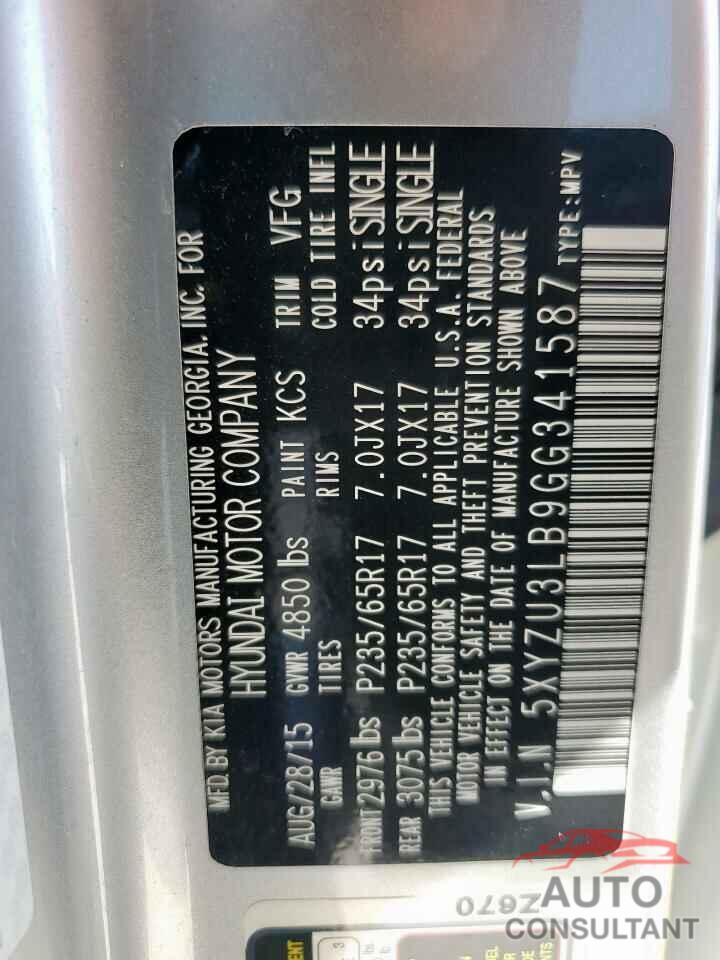 MFD. BY KIA MOTORS MANUFACTURING GEORGIA, INC. FOR
HYUNDAI MOTOR COMPANY
AUG/28/15 GVWR 4850 lbs PAINT KCS TRIM VFG
GAWR TIRES RIMS COLD TIRE INFL
FRONT 2976 lbs P235/65R17 7.0JX17 34psi SINGLE
REAR 3075 lbs P235/65R17 7.0JX17 34psi SINGLE
THIS VEHICLE CONFORMS TO ALL APPLICABLE U.S.A. FEDERAL
MOTOR VEHICLE SAFETY AND THEFT PREVENTION STANDARDS
IN EFFECT ON THE DATE OF MANUFACTURE SHOWN ABOVE
V.I.N 5XYZU3LB9GG341587 TYPE:MPV
Z670
AUTO
CONSULTANT